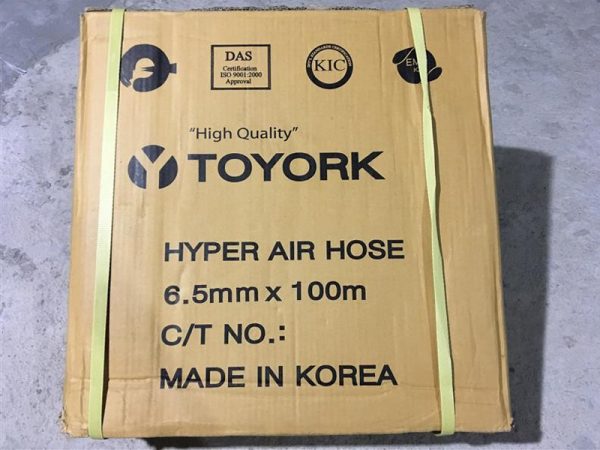 DAS
Certification
ISO 9001:2000
Approval
KIC
"High Quality"
TOYORK
HYPER AIR HOSE
6.5mm x 100m
C/T NO.:
MADE IN KOREA